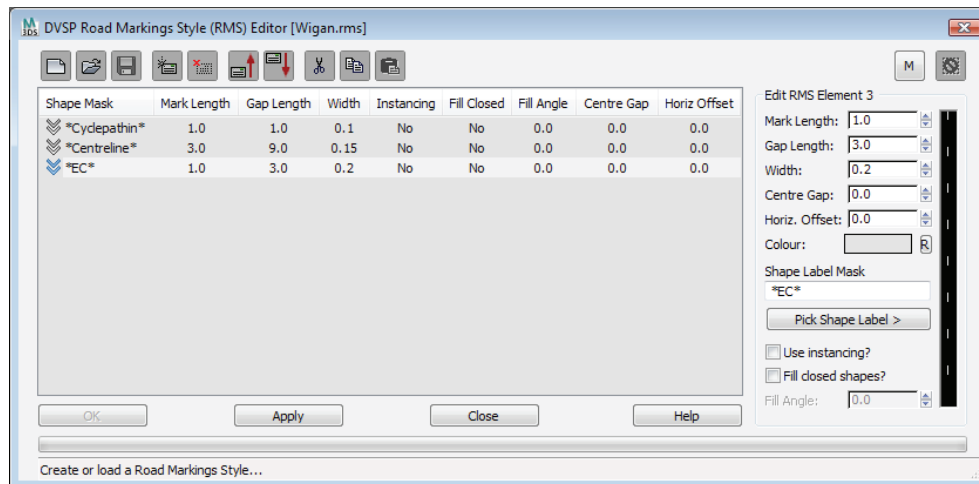 DVSP Road Markings Style (RMS) Editor [Wigan.rms]
M
Shape Mask Mark Length Gap Length Width Instancing Fill Closed Fill Angle Centre Gap Horiz Offset
*Cyclepathin* 1.0 1.0 0.1 No No 0.0 0.0 0.0
*Centreline* 3.0 9.0 0.15 No No 0.0 0.0 0.0
*EC* 1.0 3.0 0.2 No No 0.0 0.0 0.0
Edit RMS Element 3
Mark Length: 1.0
Gap Length: 3.0
Width: 0.2
Centre Gap: 0.0
Horiz. Offset: 0.0
Colour: R
Shape Label Mask
*EC*
Pick Shape Label >
Use instancing?
Fill closed shapes?
Fill Angle: 0.0
OK Apply Close Help
Create or load a Road Markings Style...